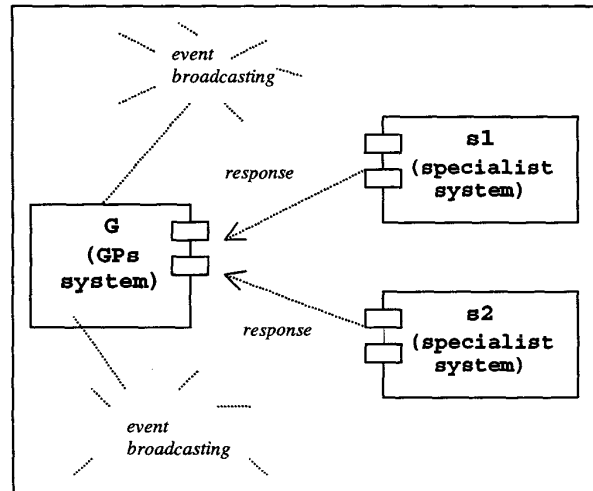 event
broadcasting
s1
(specialist
system)
response
G
(GPs
system)
s2
(specialist
system)
response
event
broadcasting